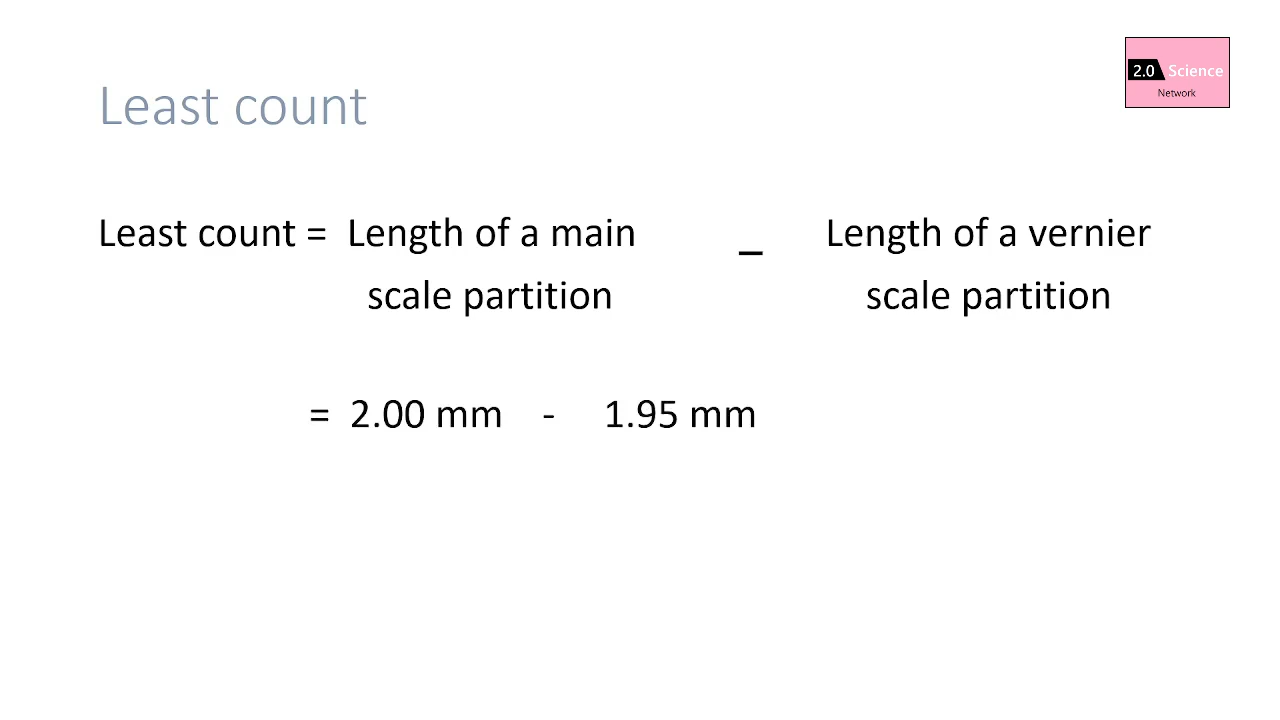 2.0 Science
Network
Least count
Least count = Length of a main _ Length of a vernier
scale partition scale partition
= 2.00 mm - 1.95 mm